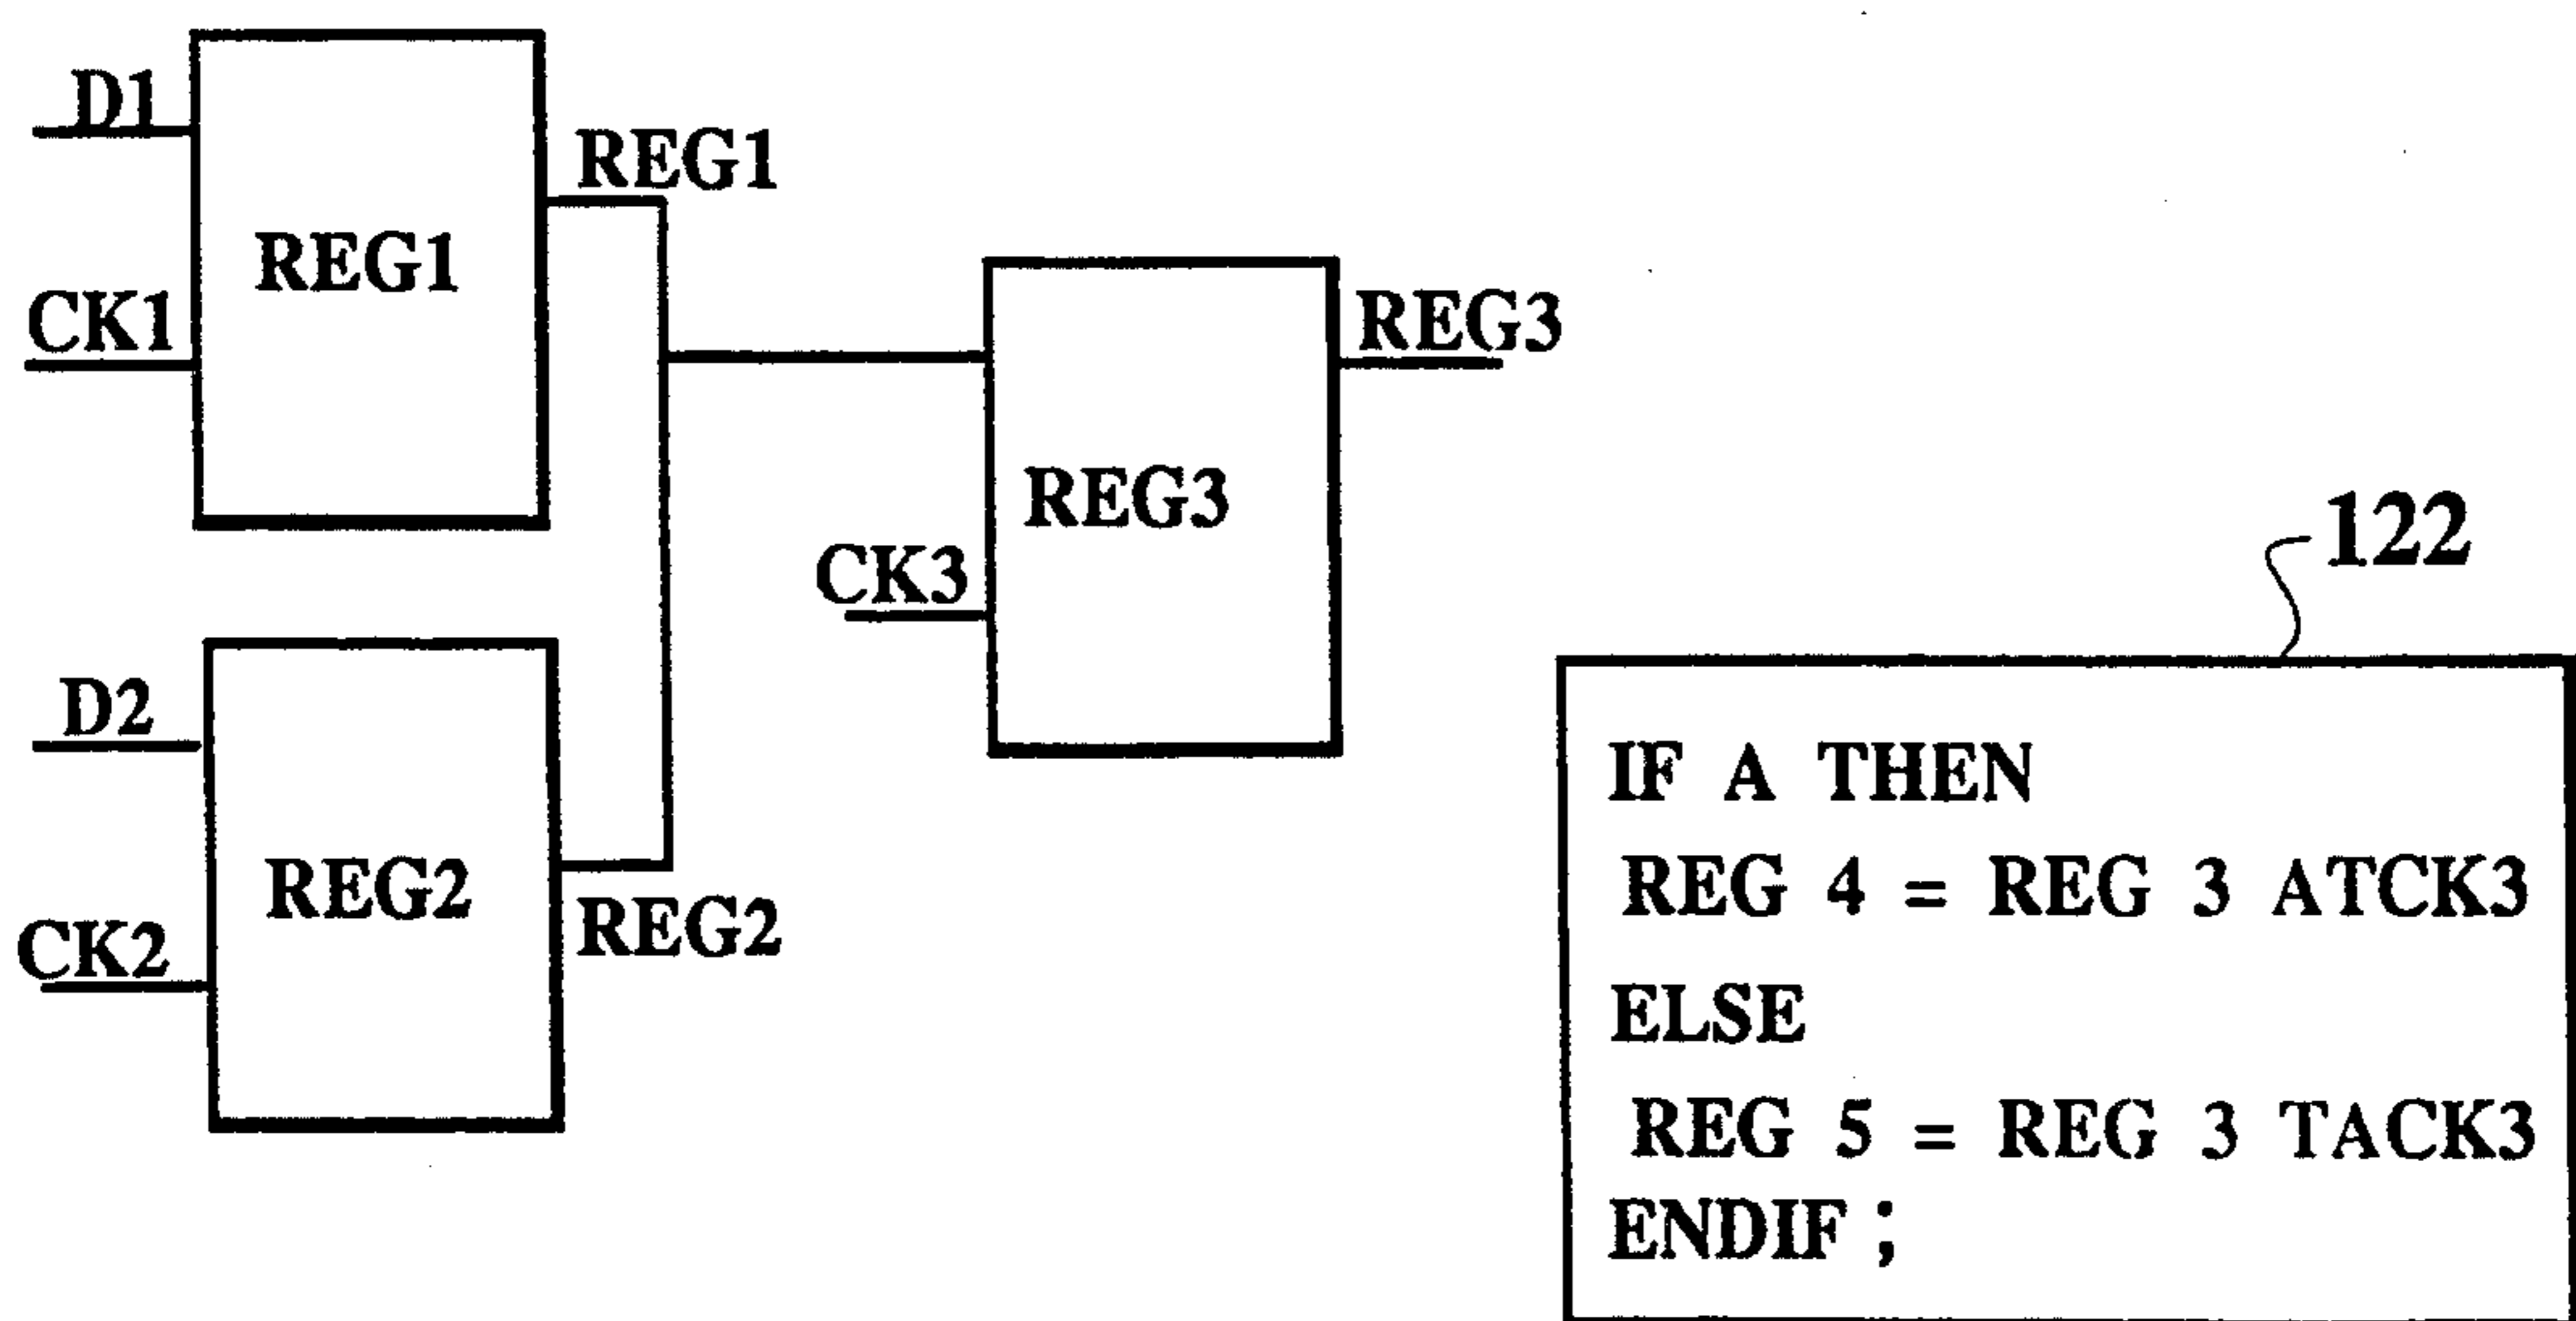 D1
REG1
CK1
REG1
REG3
REG3
CK3
D2
REG2
CK2
REG2
122
IF A THEN
REG 4 = REG 3 ATCK3
ELSE
REG 5 = REG 3 TACK3
ENDIF ;